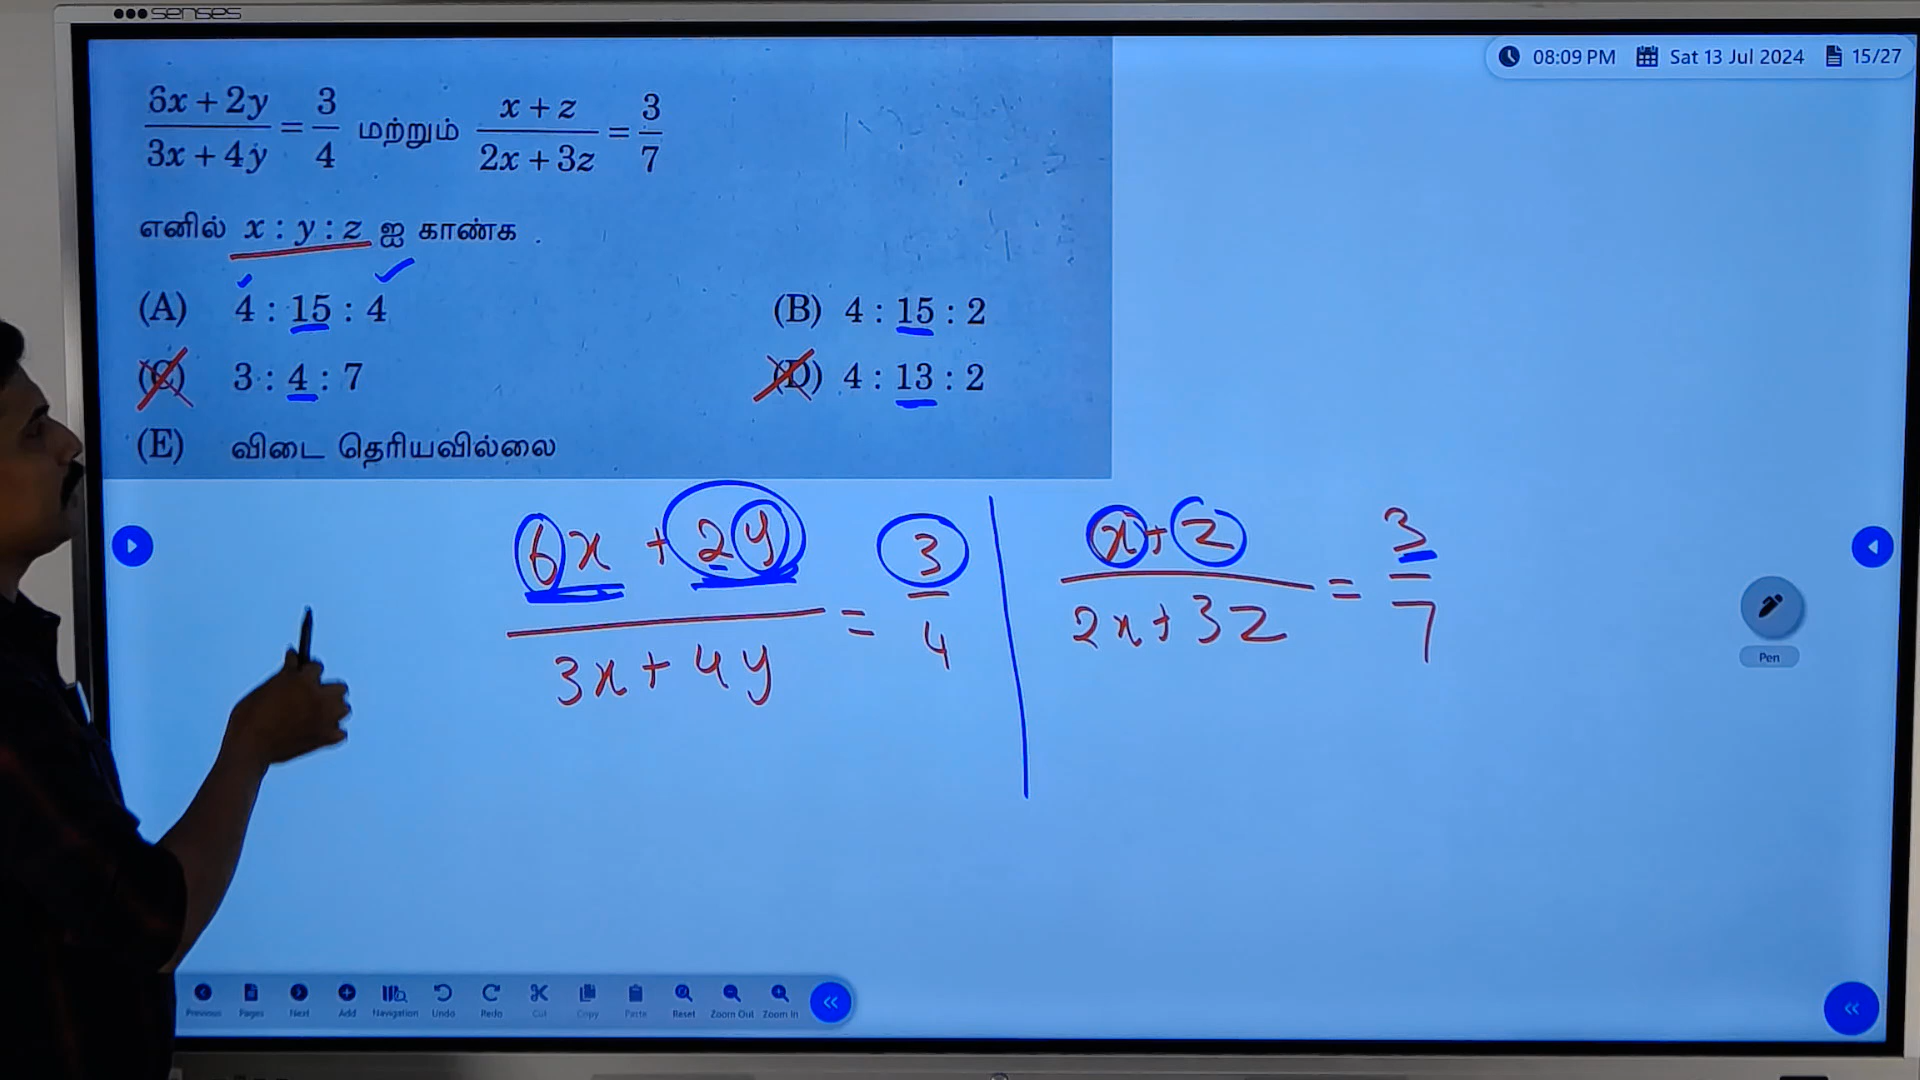 senses
08:09 PM Sat 13 Jul 2024 15/27
6x + 2y / 3x + 4y = 3/4 மற்றும் x + z / 2x + 3z = 3/7
எனில் x : y : z ஐ காண்க .
(A) 4 : 15 : 4 (B) 4 : 15 : 2
(C) 3 : 4 : 7 (D) 4 : 13 : 2
(E) விடை தெரியவில்லை
6x + 2y / 3x + 4y = 3/4
x + z / 2x + 3z = 3/7
Pen
Previous Pages Next Add Navigation Undo Redo Cut Copy Paste Reset Zoom Out Zoom In